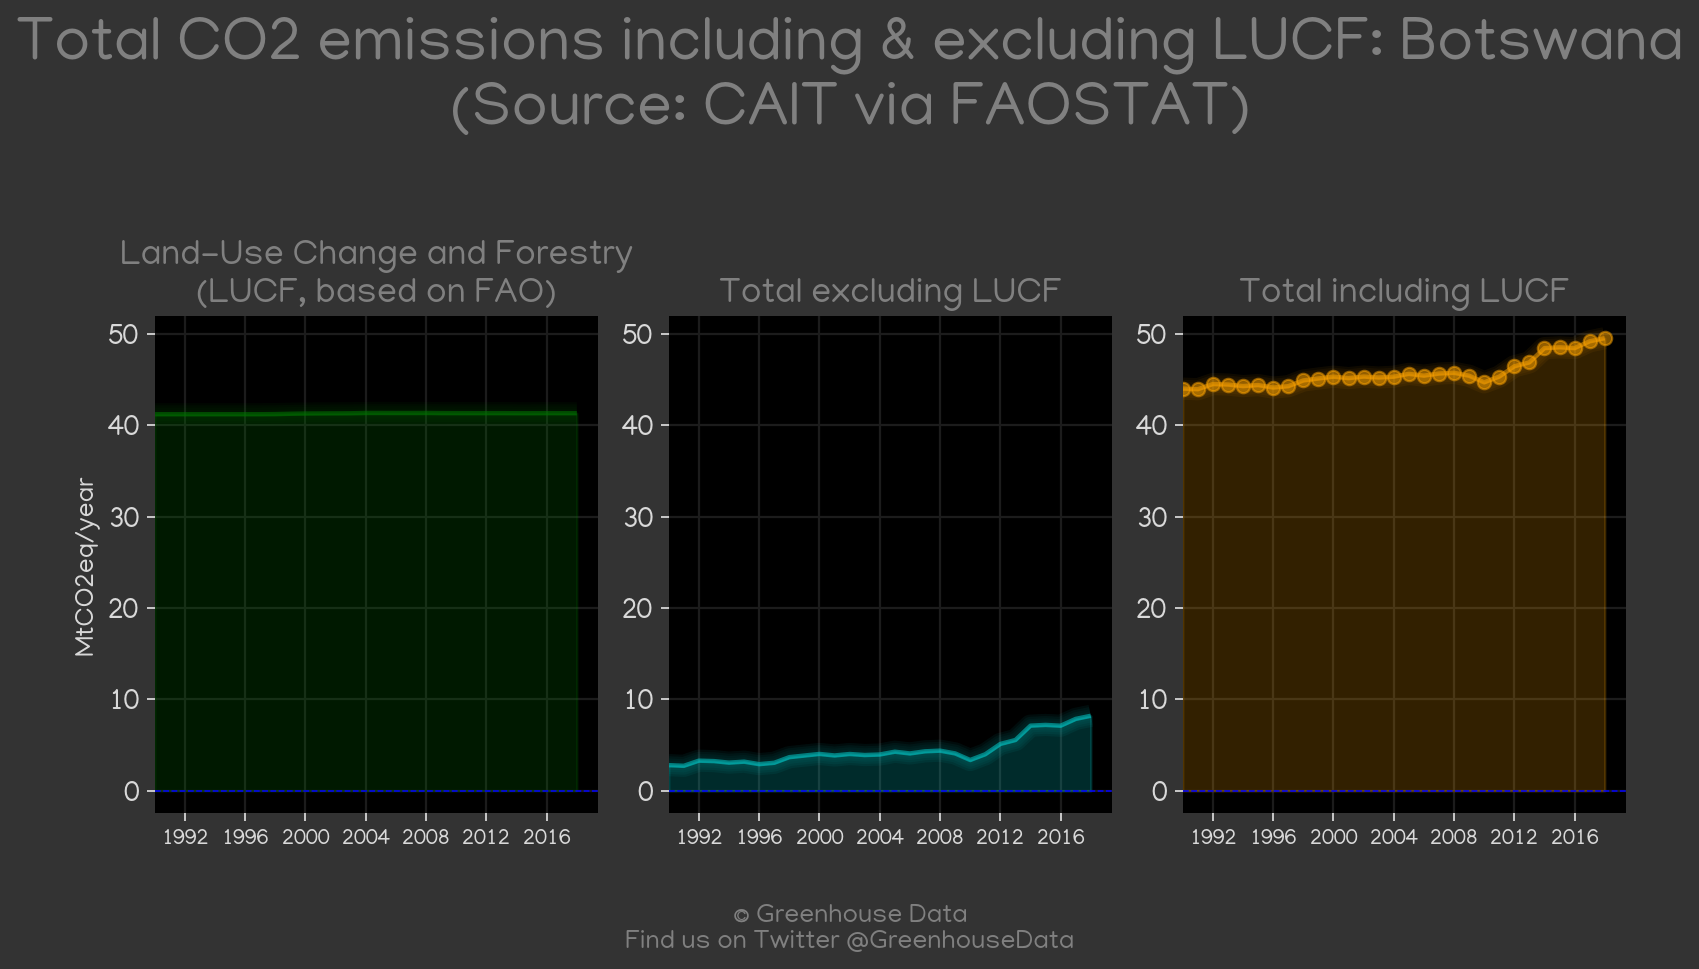 Total CO2 emissions including & excluding LUCF: Botswana
(Source: CAIT via FAOSTAT)
Land-Use Change and Forestry
(LUCF, based on FAO)
Total excluding LUCF
Total including LUCF
MtCO2eq/year
50
40
30
20
10
0
1992 1996 2000 2004 2008 2012 2016
50
40
30
20
10
0
1992 1996 2000 2004 2008 2012 2016
50
40
30
20
10
0
1992 1996 2000 2004 2008 2012 2016
© Greenhouse Data
Find us on Twitter @GreenhouseData